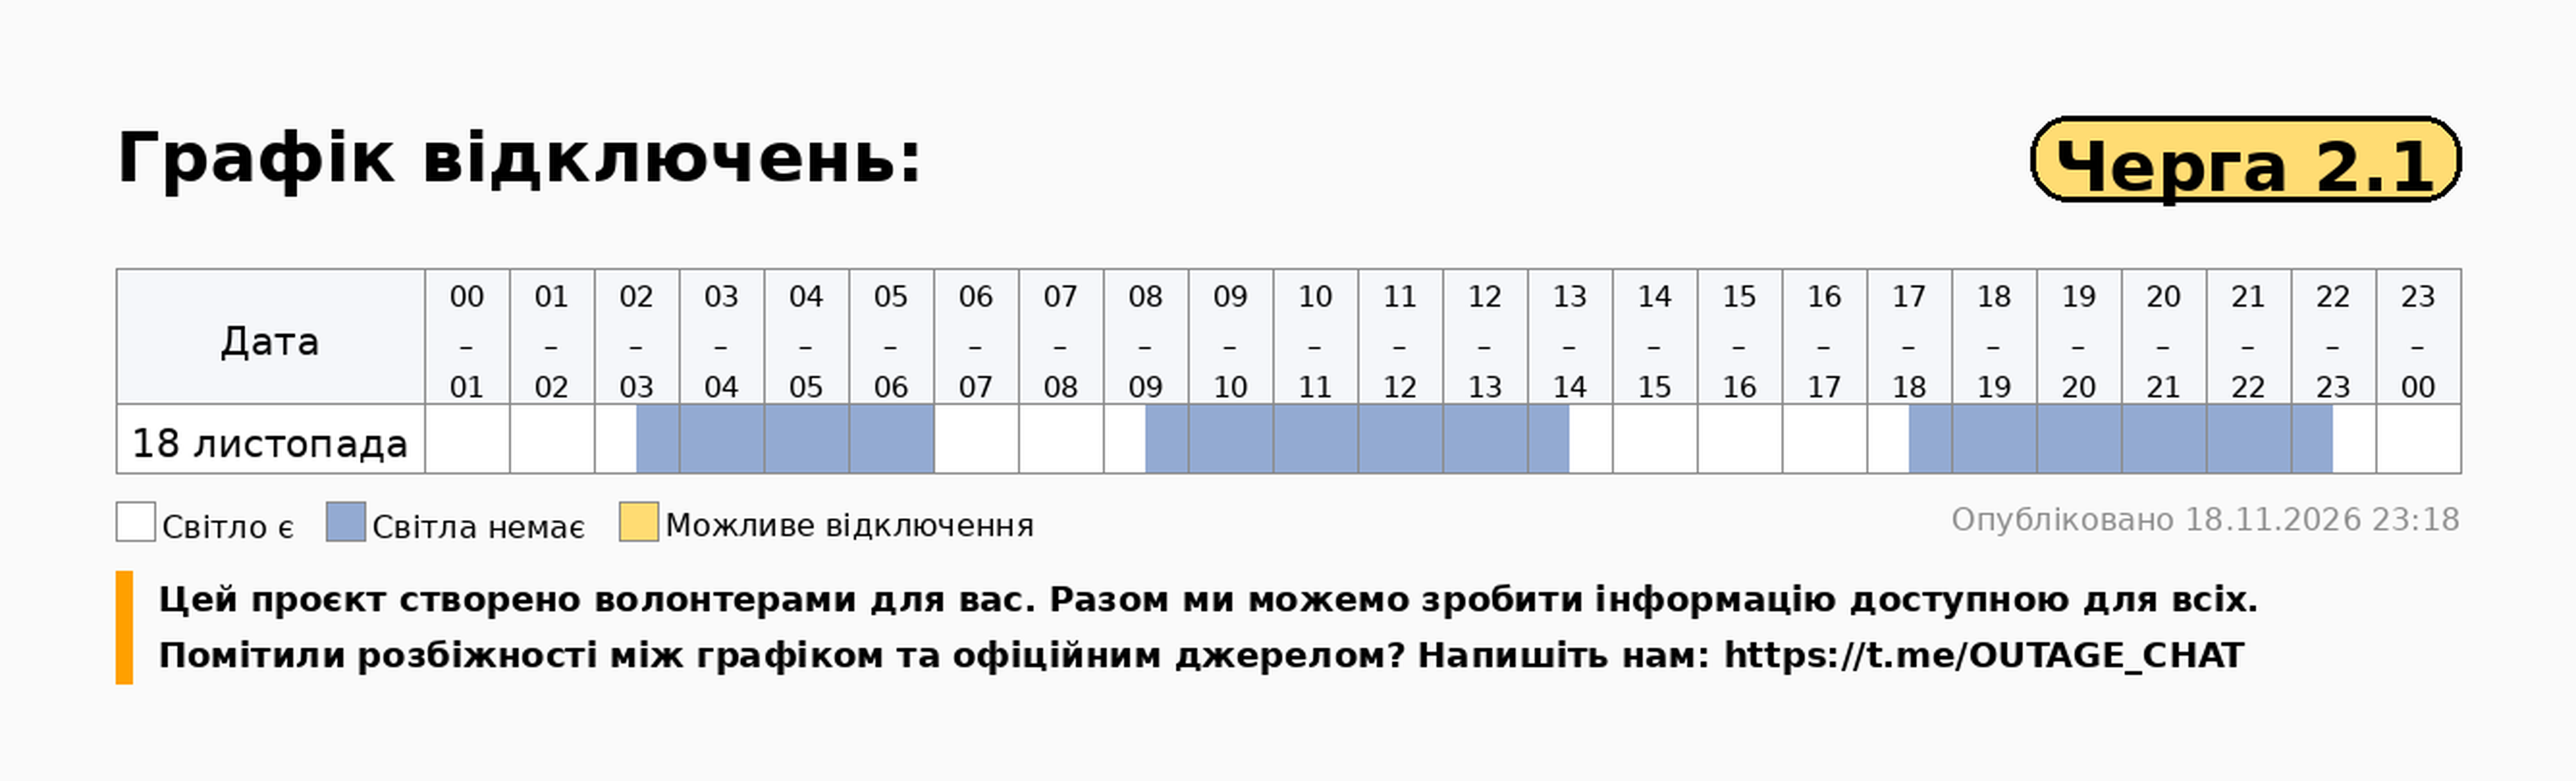 Графік відключень:
Черга 2.1
Дата
00 – 01
01 – 02
02 – 03
03 – 04
04 – 05
05 – 06
06 – 07
07 – 08
08 – 09
09 – 10
10 – 11
11 – 12
12 – 13
13 – 14
14 – 15
15 – 16
16 – 17
17 – 18
18 – 19
19 – 20
20 – 21
21 – 22
22 – 23
23 – 00
18 листопада
Світло є
Світла немає
Можливе відключення
Опубліковано 18.11.2026 23:18
Цей проєкт створено волонтерами для вас. Разом ми можемо зробити інформацію доступною для всіх.
Помітили розбіжності між графіком та офіційним джерелом? Напишіть нам: https://t.me/OUTAGE_CHAT